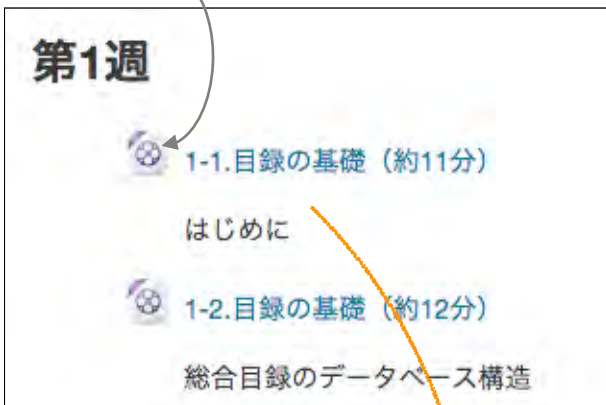 第1週
1-1.目録の基礎（約11分）
はじめに
1-2.目録の基礎（約12分）
総合目録のデータベース構造